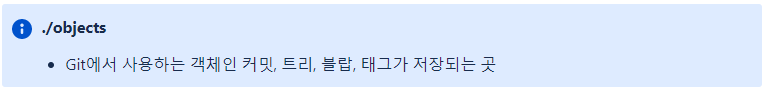 ./objects
• Git에서 사용하는 객체인 커밋, 트리, 블랍, 태그가 저장되는 곳